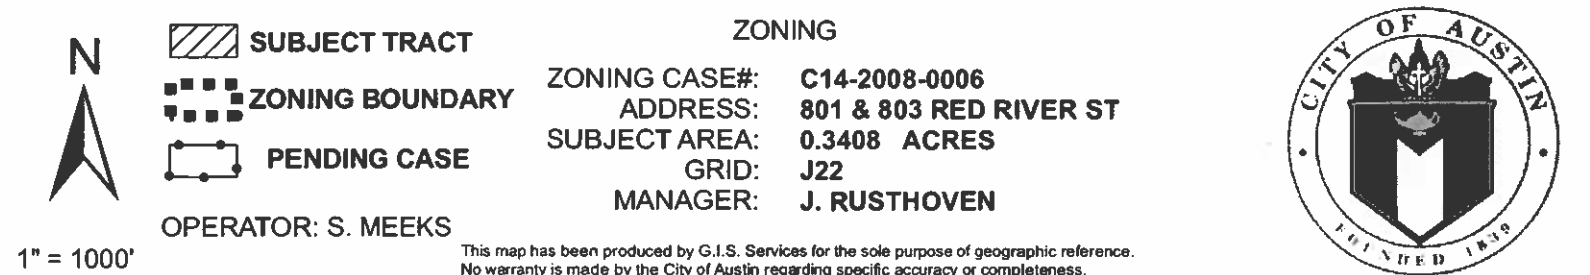 N
SUBJECT TRACT
ZONING BOUNDARY
PENDING CASE
OPERATOR: S. MEEKS
1" = 1000'
ZONING
ZONING CASE#: C14-2008-0006
ADDRESS: 801 & 803 RED RIVER ST
SUBJECT AREA: 0.3408 ACRES
GRID: J22
MANAGER: J. RUSTHOVEN
This map has been produced by G.I.S. Services for the sole purpose of geographic reference.
No warranty is made by the City of Austin regarding specific accuracy or completeness.
CITY OF AUSTIN
FOUNDED 1839